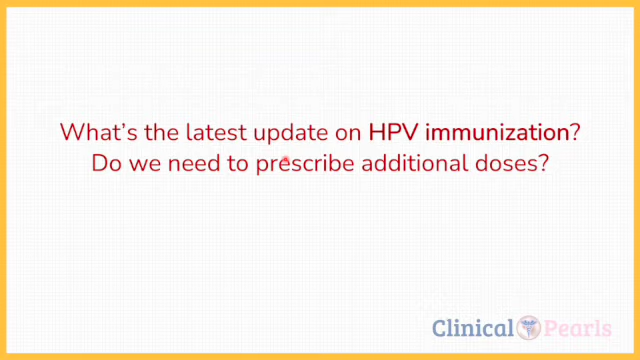 What's the latest update on HPV immunization?
Do we need to prescribe additional doses?
Clinical Pearls